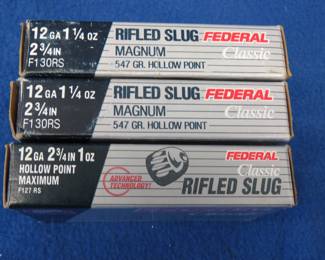 12 GA 1 1/4 OZ RIFLED SLUG FEDERAL
2 3/4 IN MAGNUM Classic
F130RS 547 GR. HOLLOW POINT
12 GA 1 1/4 OZ RIFLED SLUG FEDERAL
2 3/4 IN MAGNUM Classic
F130RS 547 GR. HOLLOW POINT
12 GA 2 3/4 IN 1 OZ FEDERAL
HOLLOW POINT Classic
MAXIMUM ADVANCED RIFLED SLUG
F127 RS TECHNOLOGY!